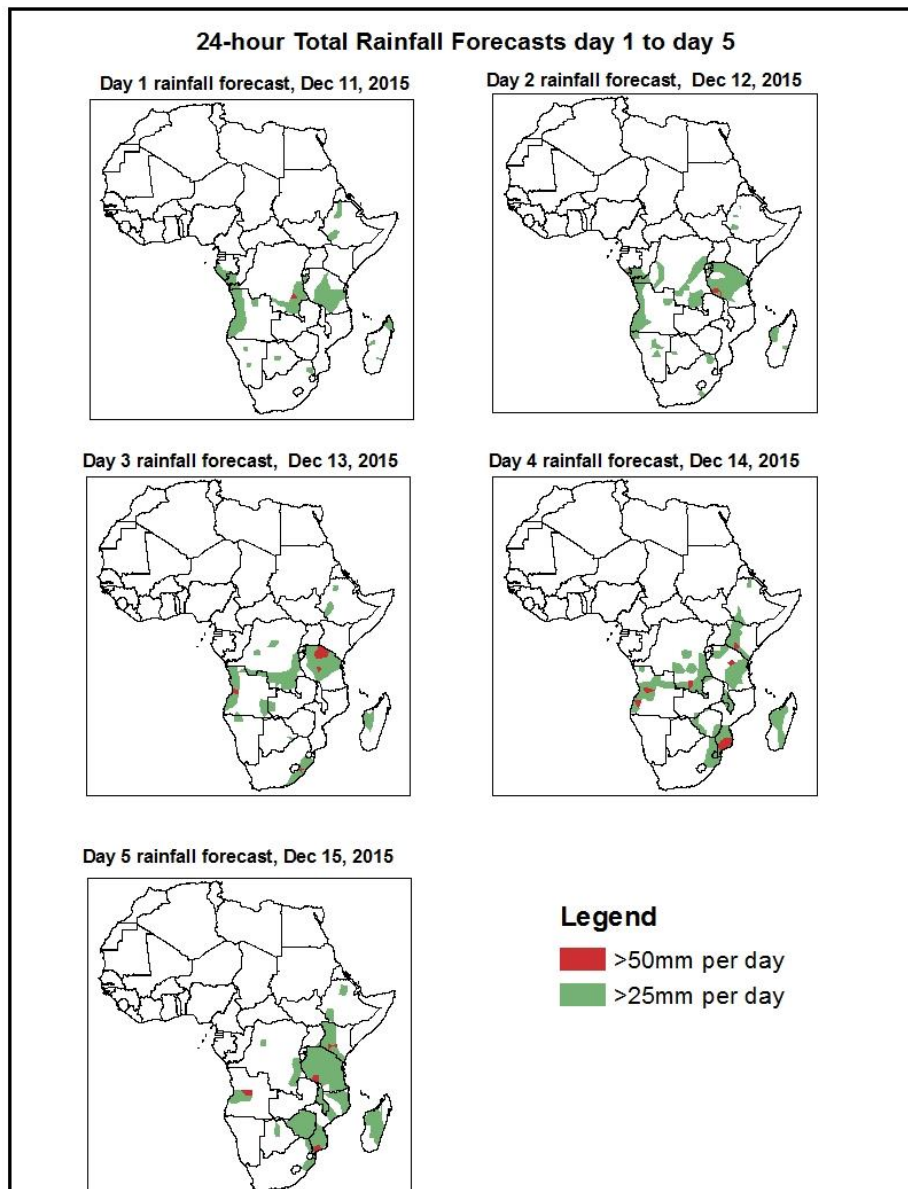 24-hour Total Rainfall Forecasts day 1 to day 5
Day 1 rainfall forecast, Dec 11, 2015
Day 2 rainfall forecast, Dec 12, 2015
Day 3 rainfall forecast, Dec 13, 2015
Day 4 rainfall forecast, Dec 14, 2015
Day 5 rainfall forecast, Dec 15, 2015
Legend
>50mm per day
>25mm per day